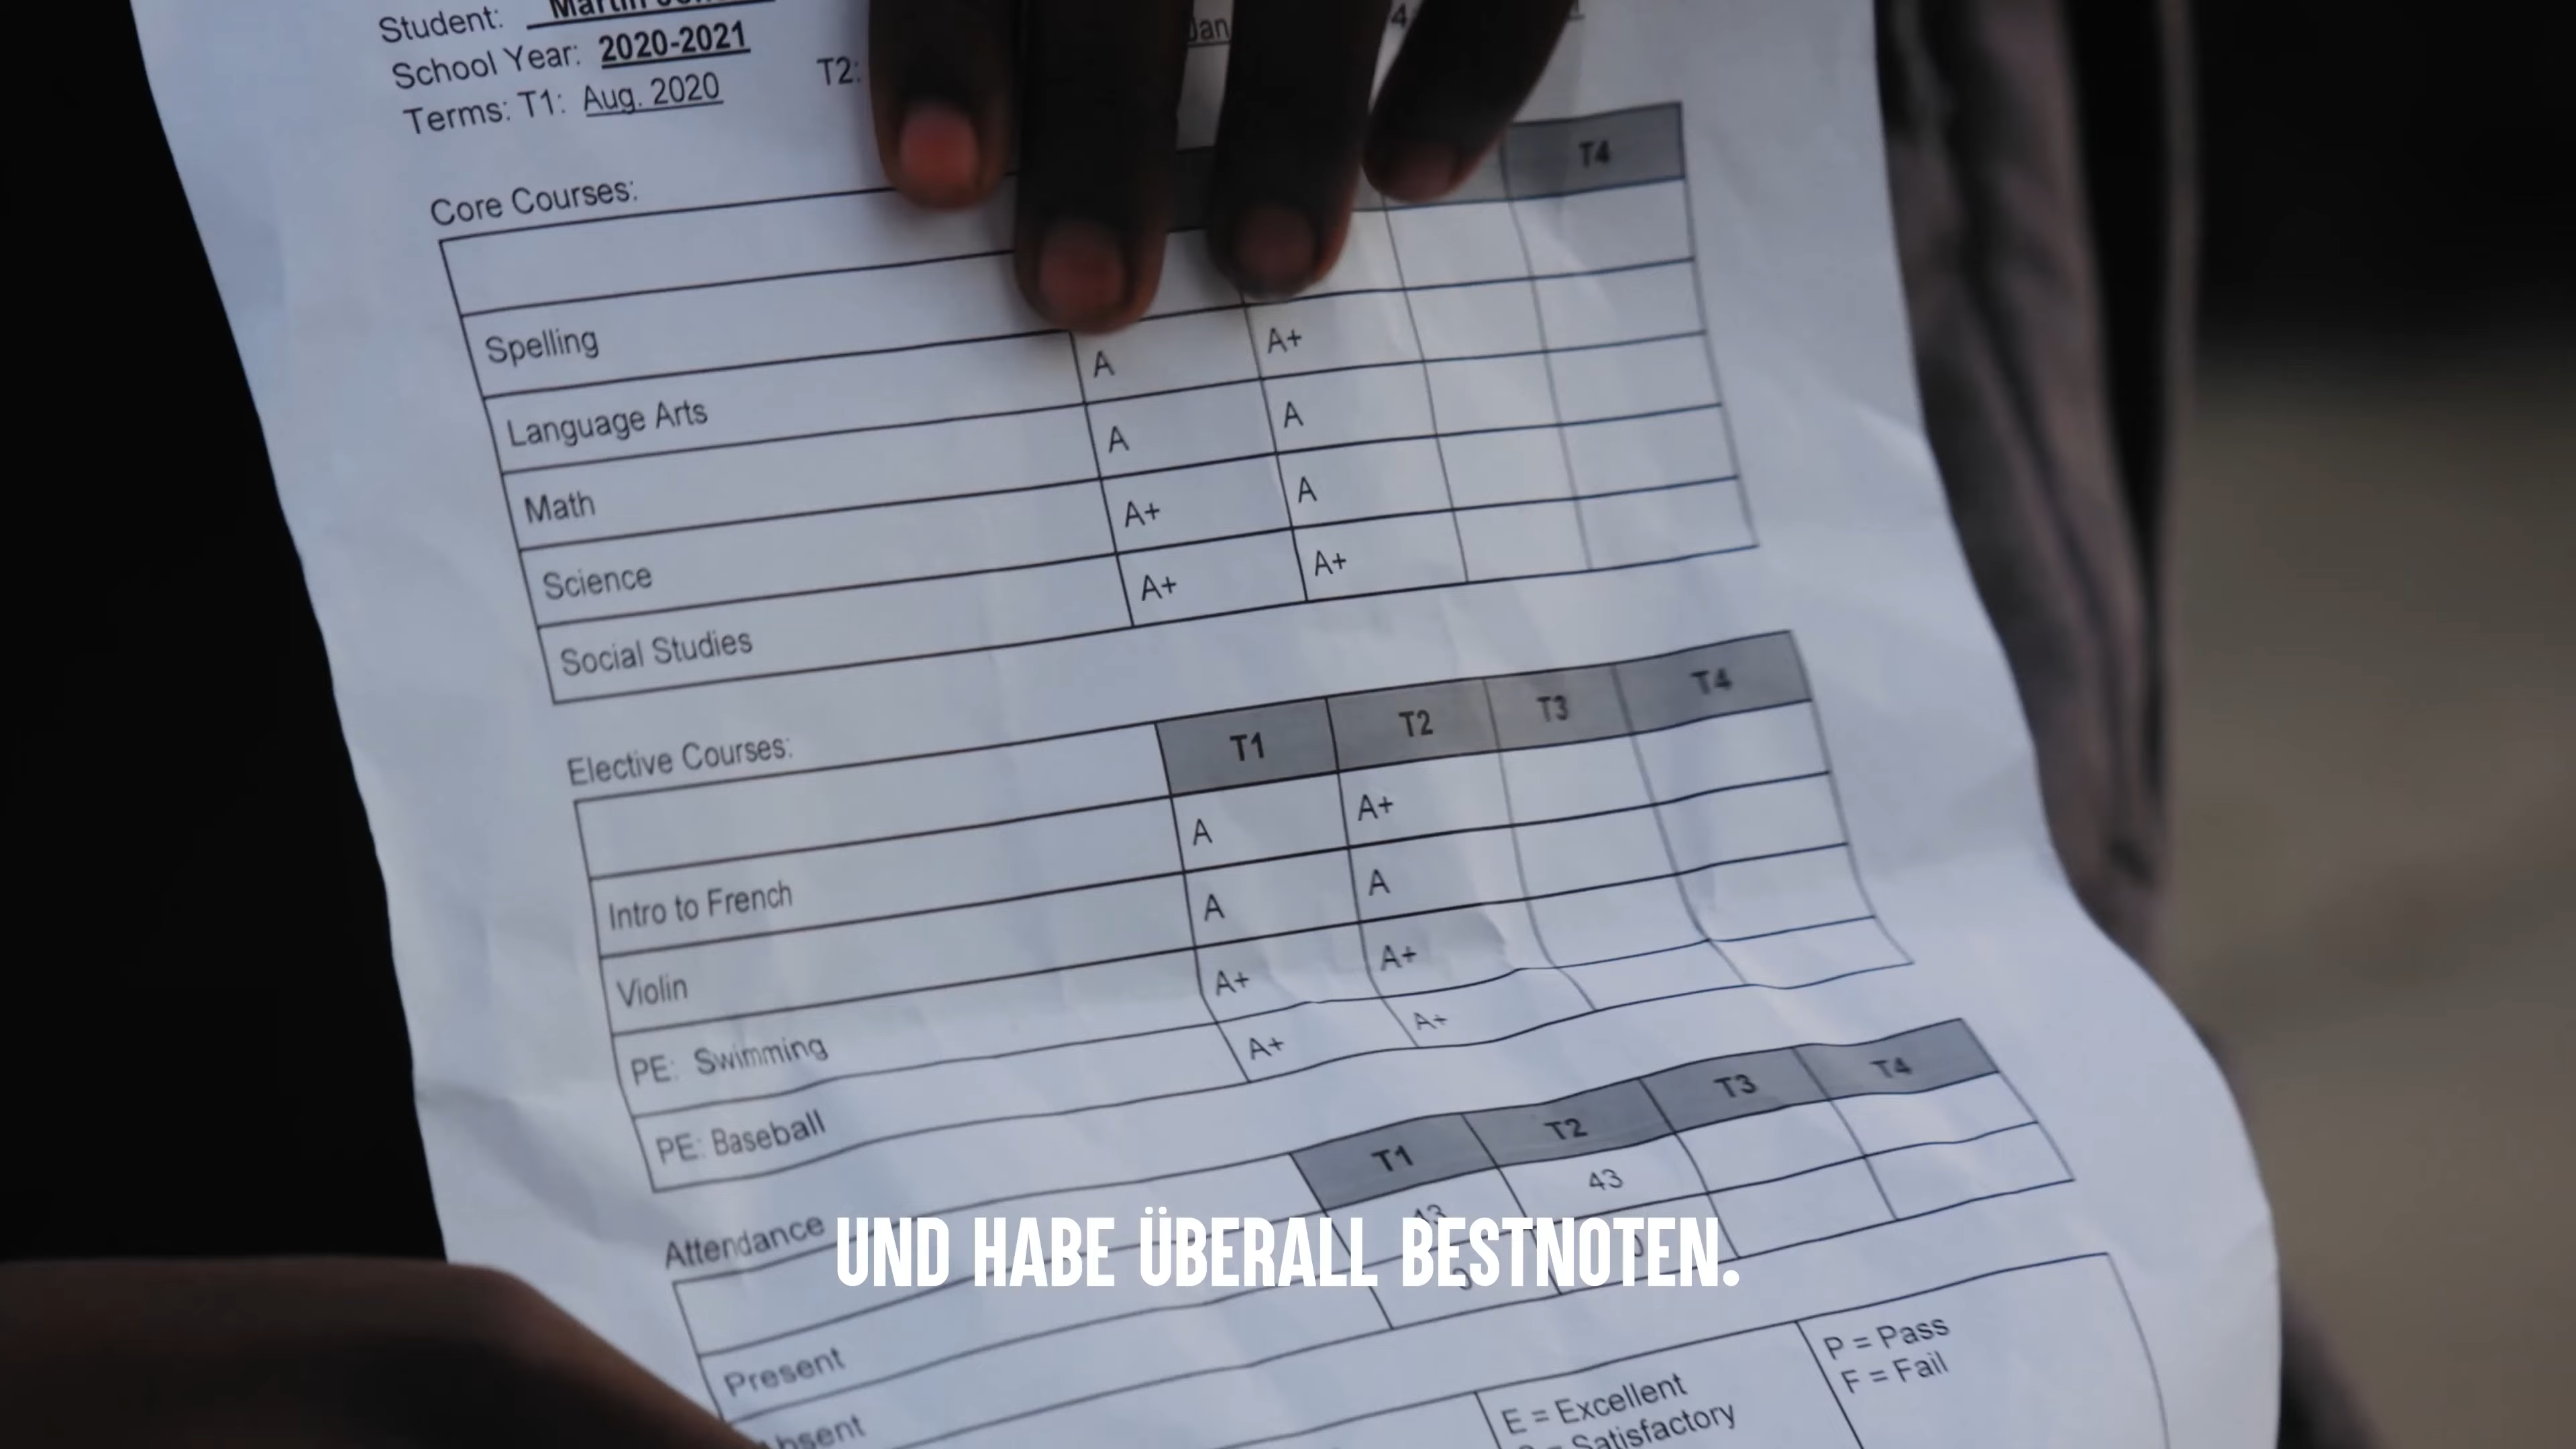 Student: Martin
School Year: 2020-2021
Terms: T1: Aug. 2020 T2: Jan
Core Courses:
T4
Spelling A A+
Language Arts A A
Math A+ A
Science A+ A+
Social Studies
Elective Courses:
T1 T2 T3 T4
A A+
Intro to French A A
Violin A+ A+
PE: Swimming A+ A+
PE: Baseball
T1 T2 T3 T4
Attendance 43
Present
UND HABE ÜBERALL BESTNOTEN.
P = Pass
F = Fail
E = Excellent
= Satisfactory